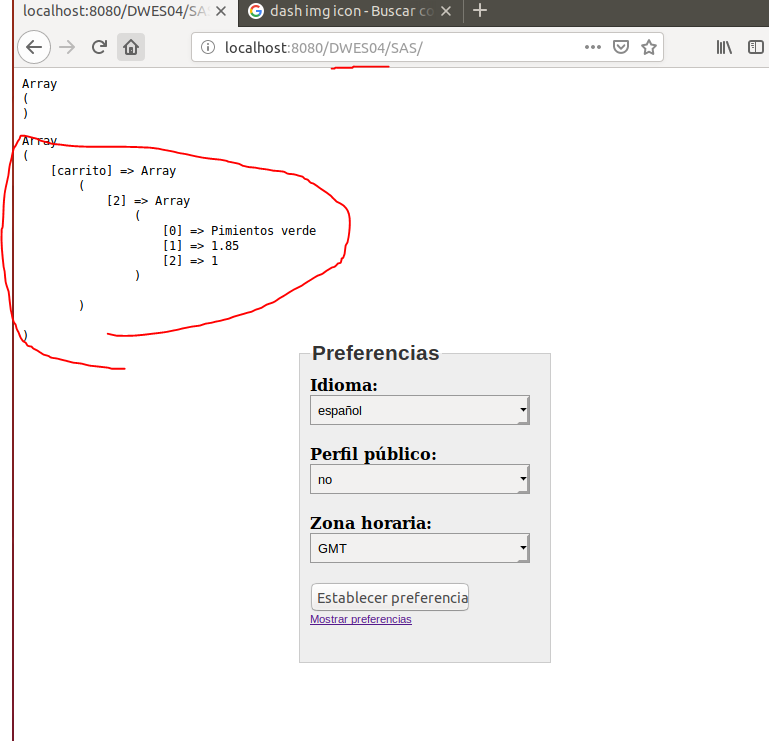 localhost:8080/DWES04/SA
dash img icon - Buscar co
localhost:8080/DWES04/SAS/
Array
(
)
Array
(
[carrito] => Array
(
[2] => Array
(
[0] => Pimientos verde
[1] => 1.85
[2] => 1
)
)
)
Preferencias
Idioma:
español
Perfil público:
no
Zona horaria:
GMT
Establecer preferencia
Mostrar preferencias